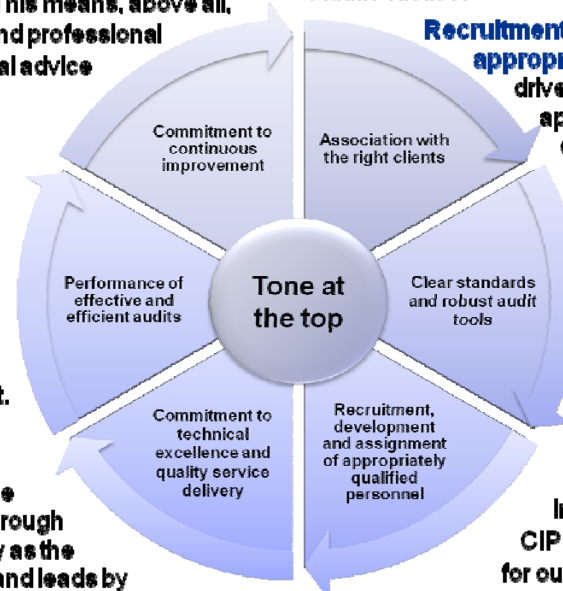 This means, above all,
nd professional
al advice
Recruitment
appropr
drive
ap
Commitment to
continuous
improvement
Association with
the right clients
Performance of
effective and
efficient audits
Tone at
the top
Clear standards
and robust audit
tools
t.
Commitment to
technical
excellence and
quality service
delivery
Recruitment,
development
and assignment
of appropriately
qualified
personnel
e
rough
y as the
and leads by
In
CIP
for ou